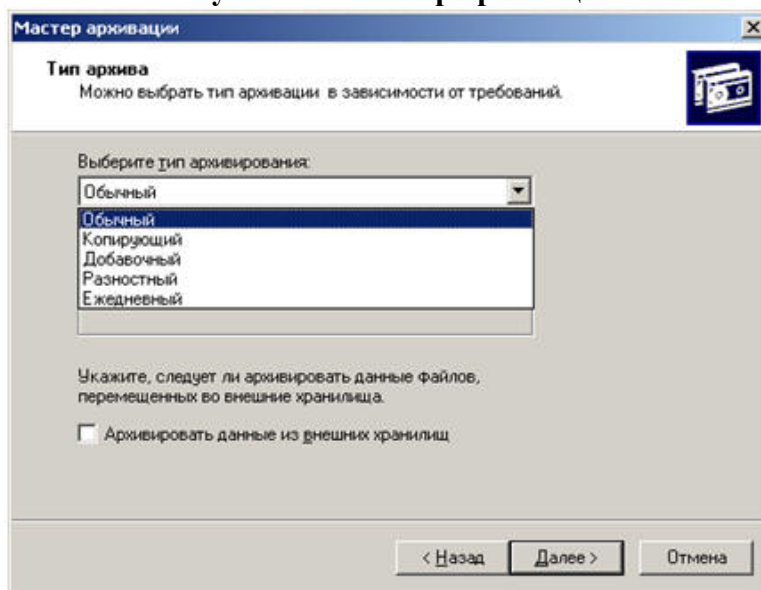 Мастер архивации
Тип архива
Можно выбрать тип архивации в зависимости от требований.
Выберите тип архивирования:
Обычный
Обычный
Копирующий
Добавочный
Разностный
Ежедневный
Укажите, следует ли архивировать данные файлов,
перемещенных во внешние хранилища.
Архивировать данные из внешних хранилищ
< Назад
Далее >
Отмена